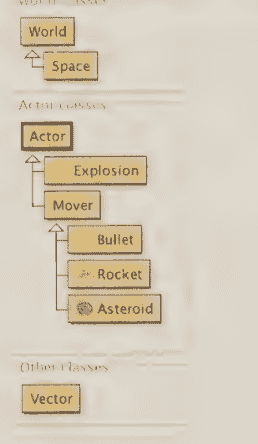 World
Space
Actor classes
Actor
Explosion
Mover
Bullet
Rocket
Asteroid
Other classes
Vector